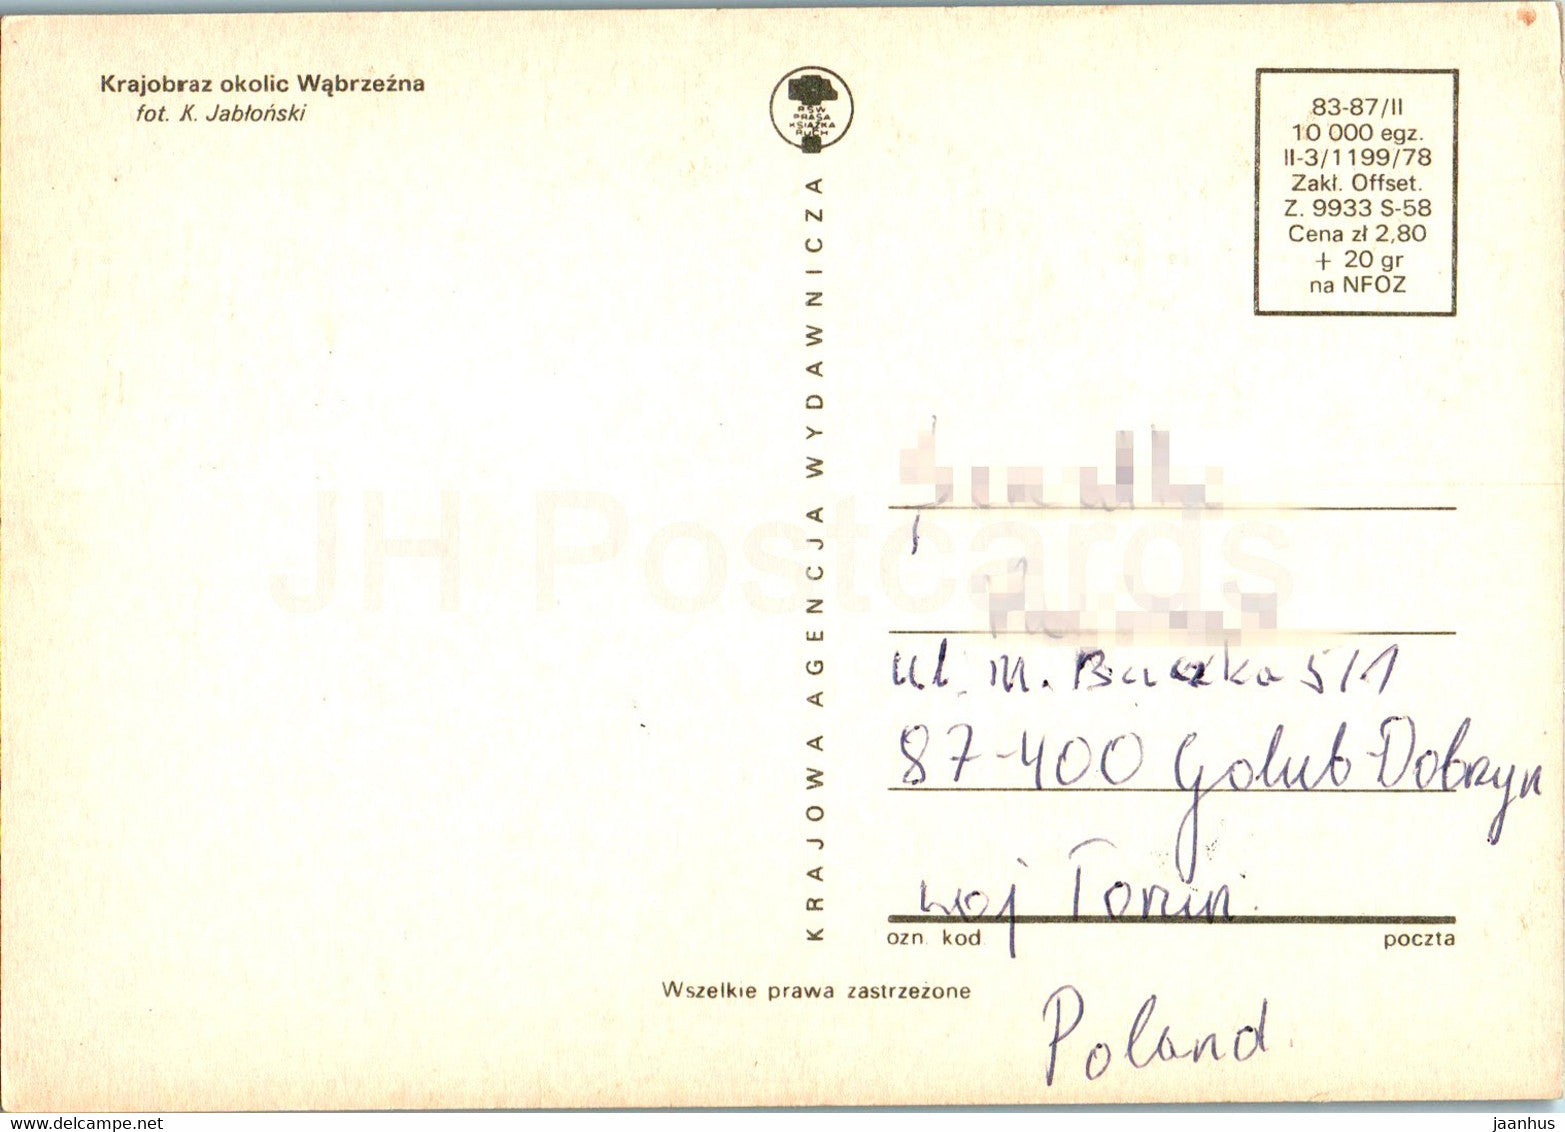 Krajobraz okolic Wąbrzeźna
fot. K. Jabłoński
RSW
PRASA
KSIĄŻKA
RUCH
KRAJOWA AGENCJA WYDAWNICZA
83-87/II
10 000 egz.
II-3/1199/78
Zakł. Offset.
Z. 9933 S-58
Cena zł 2,80
+ 20 gr
na NFOZ
JH Postcards
ul. M. Buczka 5/1
87-400 Golub-Dobrzyn
woj Torun.
ozn. kod poczta
Wszelkie prawa zastrzeżone
Poland.
www.delcampe.net
jaanhus